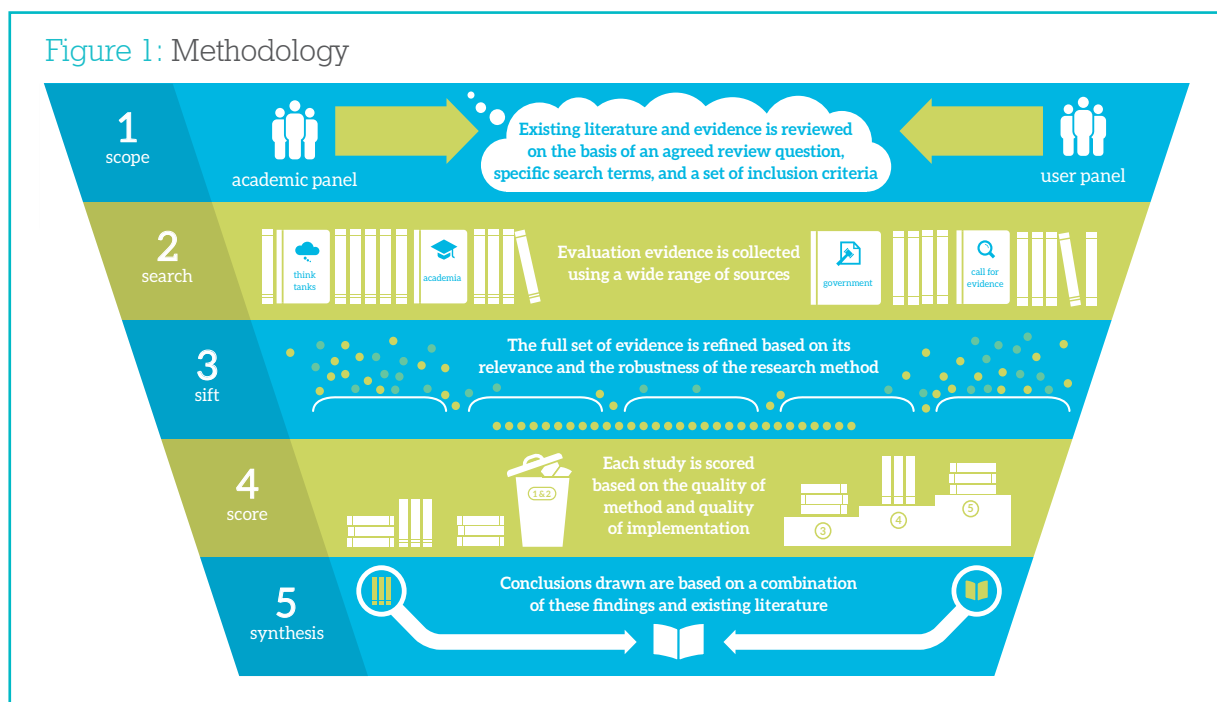 Figure 1: Methodology
1
scope
academic panel
Existing literature and evidence is reviewed
on the basis of an agreed review question,
specific search terms, and a set of inclusion criteria
user panel
2
search
think
tanks
academia
Evaluation evidence is collected
using a wide range of sources
government
call for
evidence
3
sift
The full set of evidence is refined based on its
relevance and the robustness of the research method
4
score
1 & 2
Each study is scored
based on the quality of
method and quality
of implementation
3
4
5
5
synthesis
Conclusions drawn are based on a combination
of these findings and existing literature